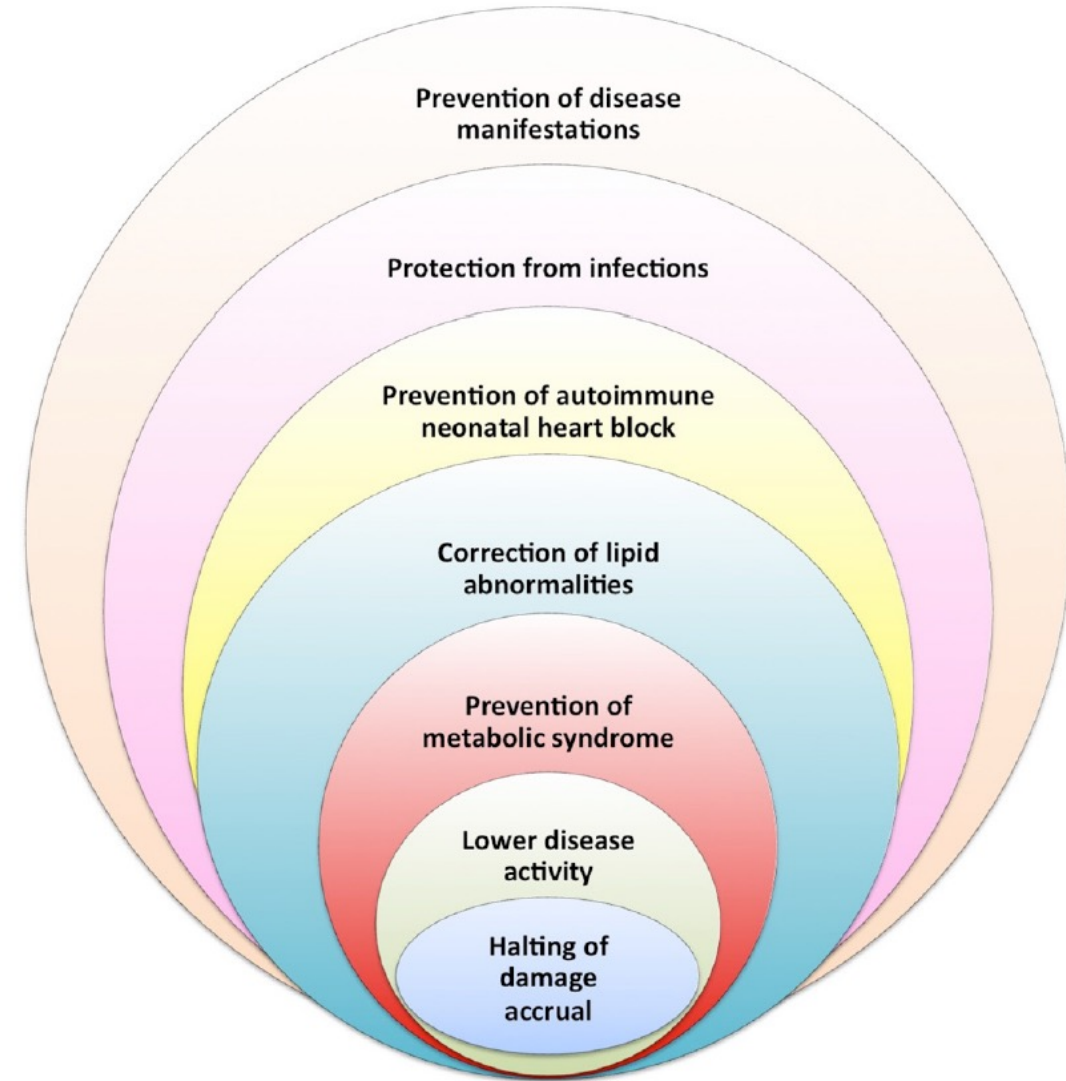 Prevention of disease
manifestations
Protection from infections
Prevention of autoimmune
neonatal heart block
Correction of lipid
abnormalities
Prevention of
metabolic syndrome
Lower disease
activity
Halting of
damage
accrual